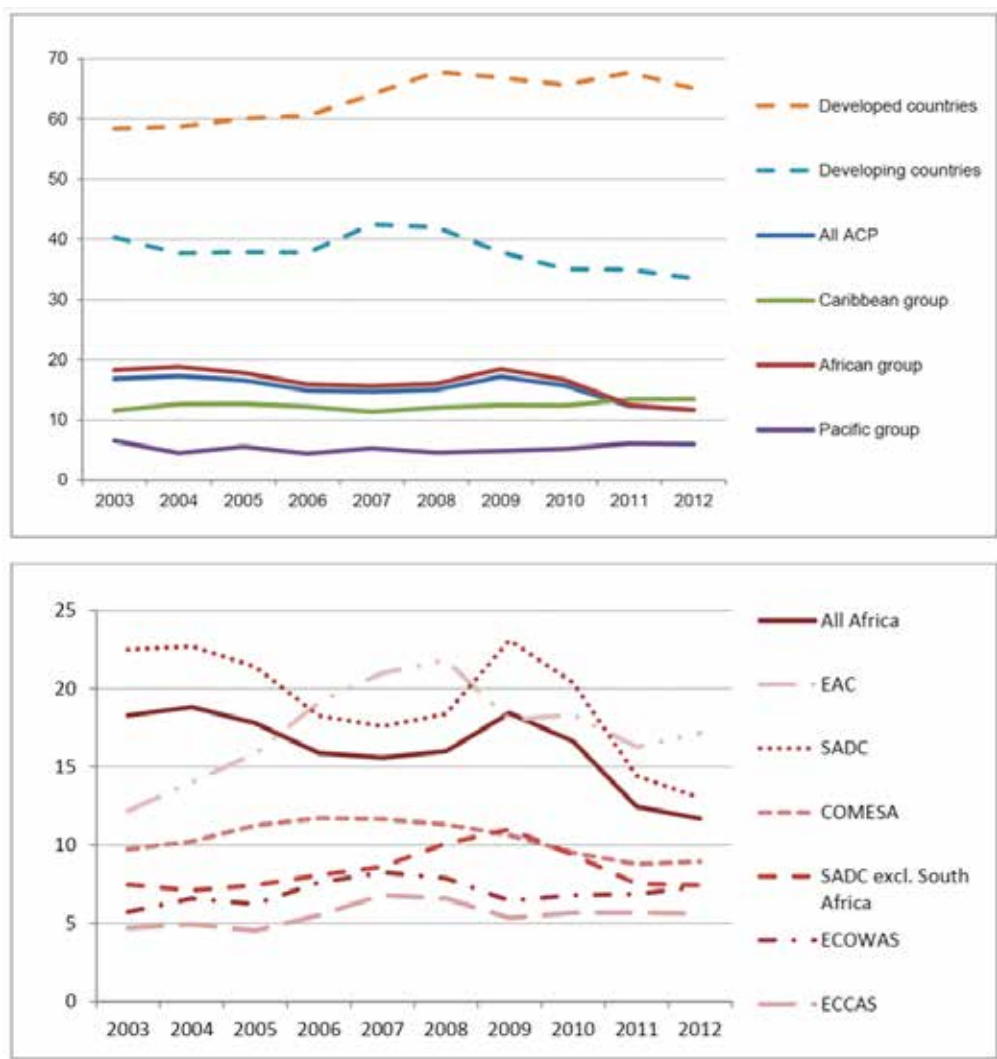 70
60
50
40
30
20
10
0
2003 2004 2005 2006 2007 2008 2009 2010 2011 2012
Developed countries
Developing countries
All ACP
Caribbean group
African group
Pacific group
25
20
15
10
5
0
2003 2004 2005 2006 2007 2008 2009 2010 2011 2012
All Africa
EAC
SADC
COMESA
SADC excl. South
Africa
ECOWAS
ECCAS